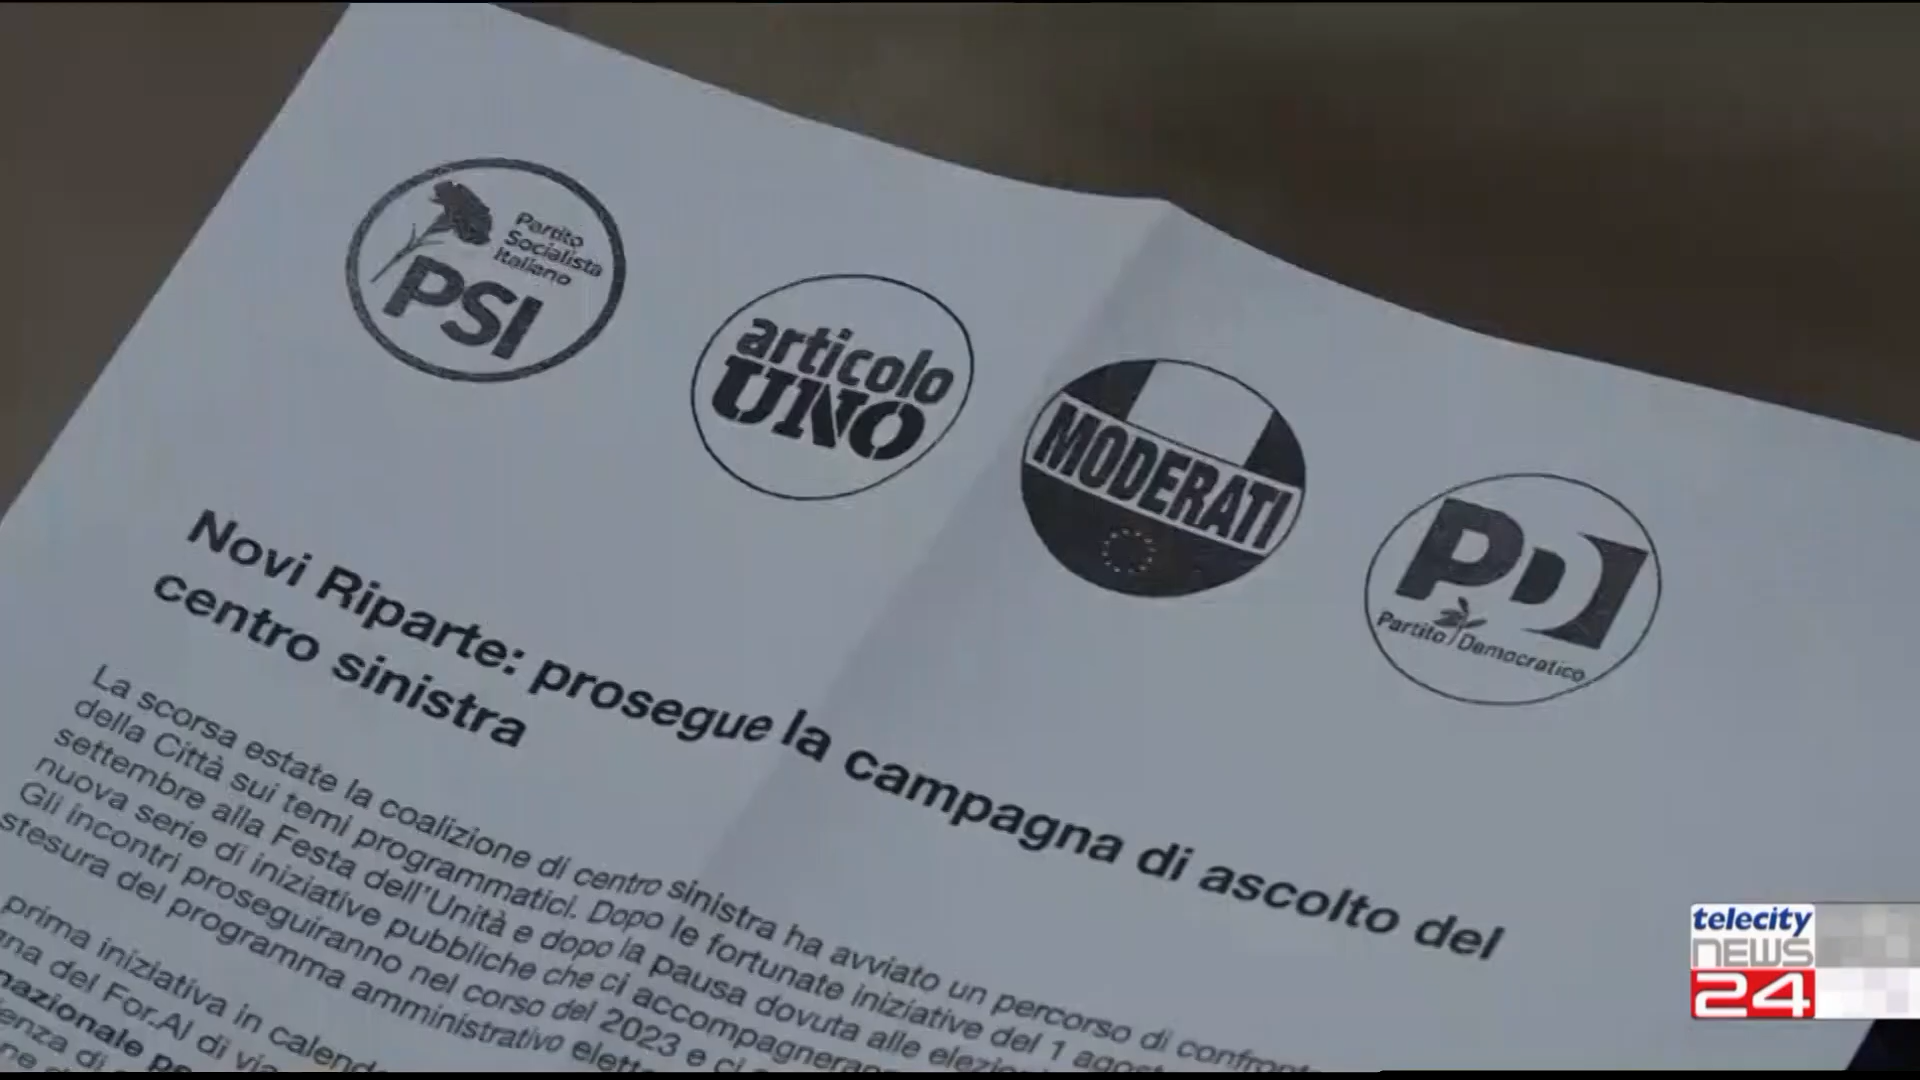 Partito
Socialista
Italiano
PSI
articolo
UNO
MODERATI
PD
Partito Democratico
Novi Riparte: prosegue la campagna di ascolto del
centro sinistra
La scorsa estate la coalizione di centro sinistra ha avviato un percorso di
della Città sui temi programmatici. Dopo le fortunate iniziative del 1
settembre alla Festa dell'Unità e dopo la pausa dovuta alle
nuova serie di iniziative pubbliche che ci
Gli incontri proseguiranno nel corso del 2023 e ci
stesura del programma amministrativo
prima iniziativa in
del For.Al di
telecity
NEWS
24